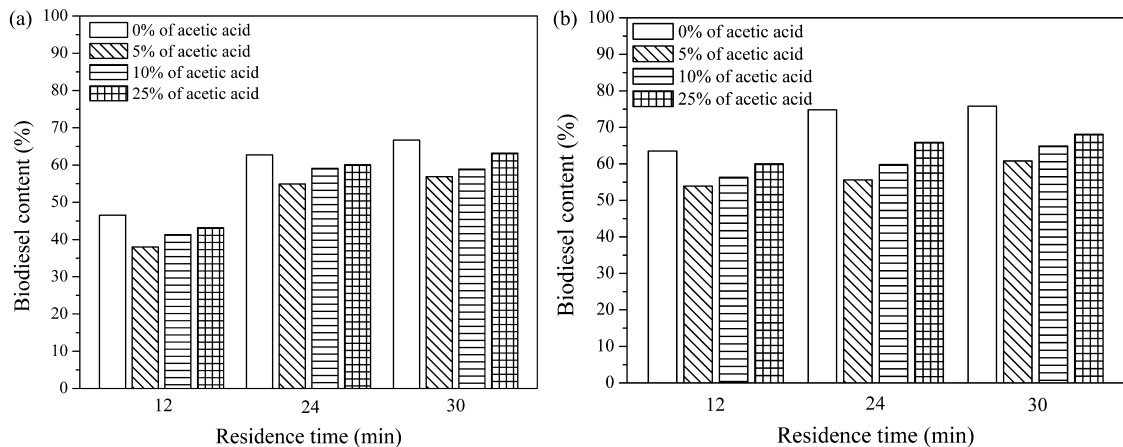 (a)
100
90
80
70
60
50
40
30
20
10
0
Biodiesel content (%)
0% of acetic acid
5% of acetic acid
10% of acetic acid
25% of acetic acid
12
24
30
Residence time (min)
(b)
100
90
80
70
60
50
40
30
20
10
0
Biodiesel content (%)
0% of acetic acid
5% of acetic acid
10% of acetic acid
25% of acetic acid
12
24
30
Residence time (min)